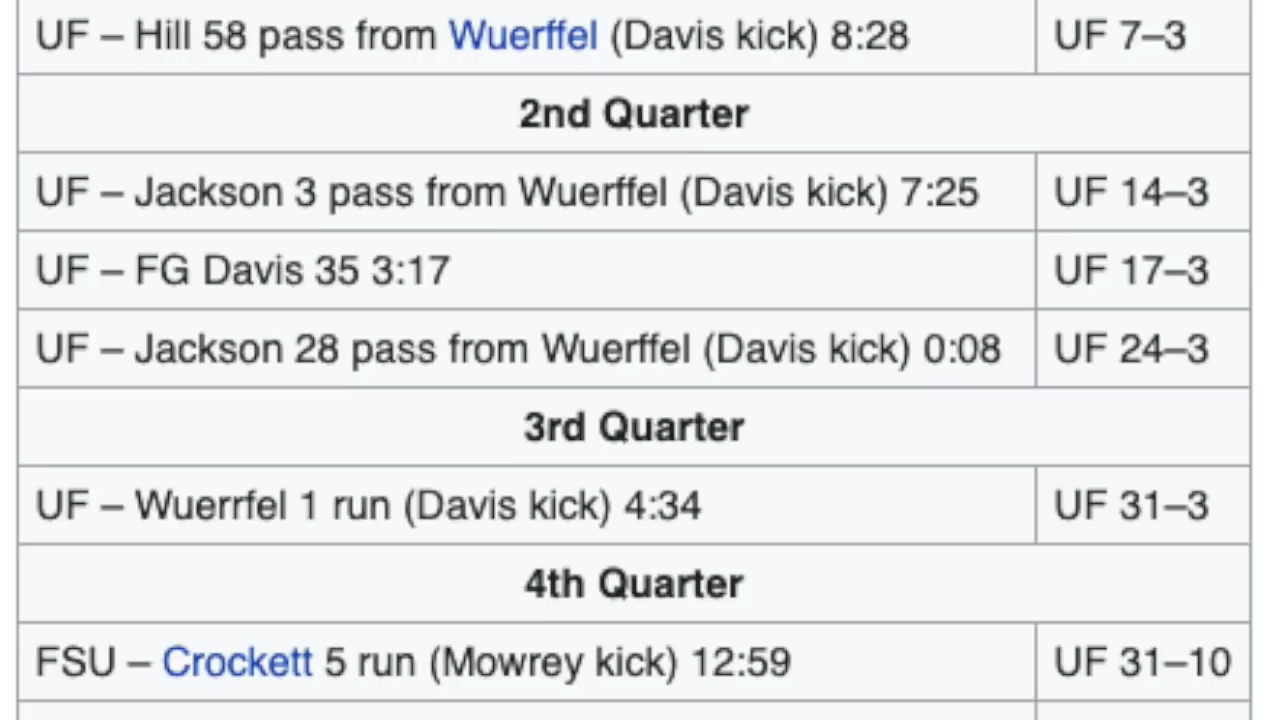 UF – Hill 58 pass from Wuerffel (Davis kick) 8:28 UF 7–3
2nd Quarter
UF – Jackson 3 pass from Wuerffel (Davis kick) 7:25 UF 14–3
UF – FG Davis 35 3:17 UF 17–3
UF – Jackson 28 pass from Wuerffel (Davis kick) 0:08 UF 24–3
3rd Quarter
UF – Wuerrfel 1 run (Davis kick) 4:34 UF 31–3
4th Quarter
FSU – Crockett 5 run (Mowrey kick) 12:59 UF 31–10